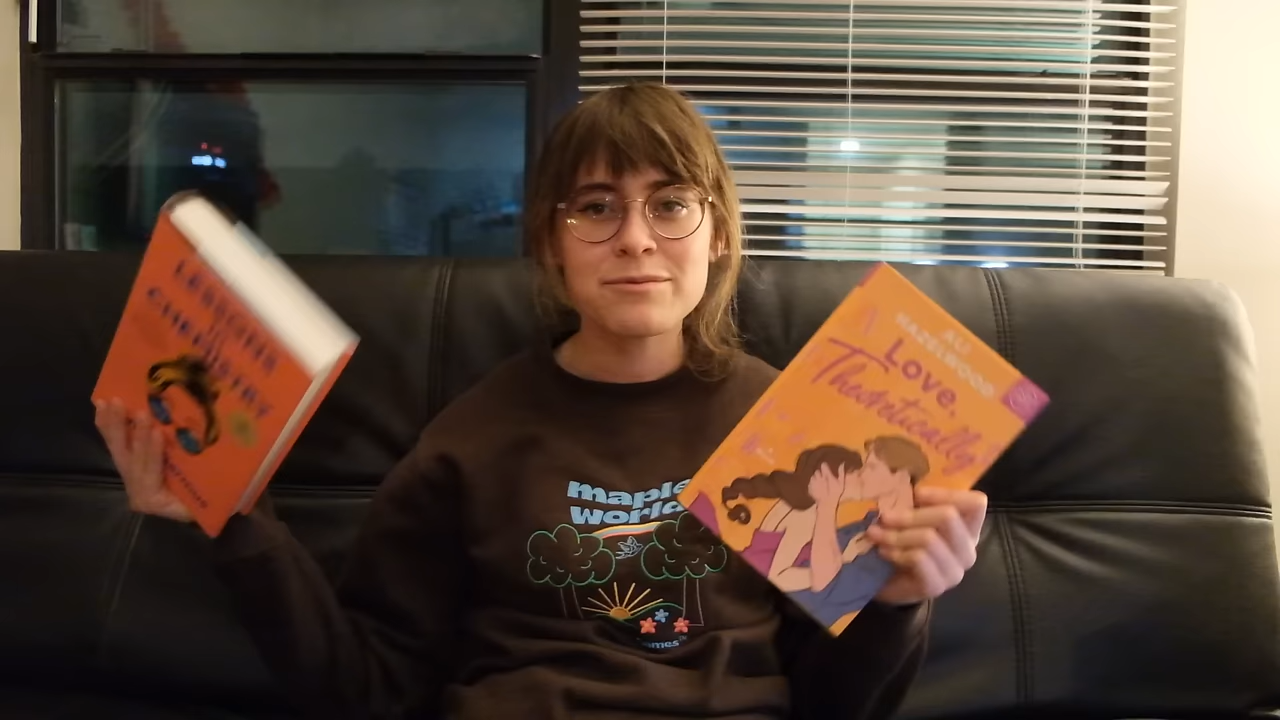 LESSONS
IN
CHEMISTRY
ALI
HAZELWOOD
Love,
Theoretically
maple
world